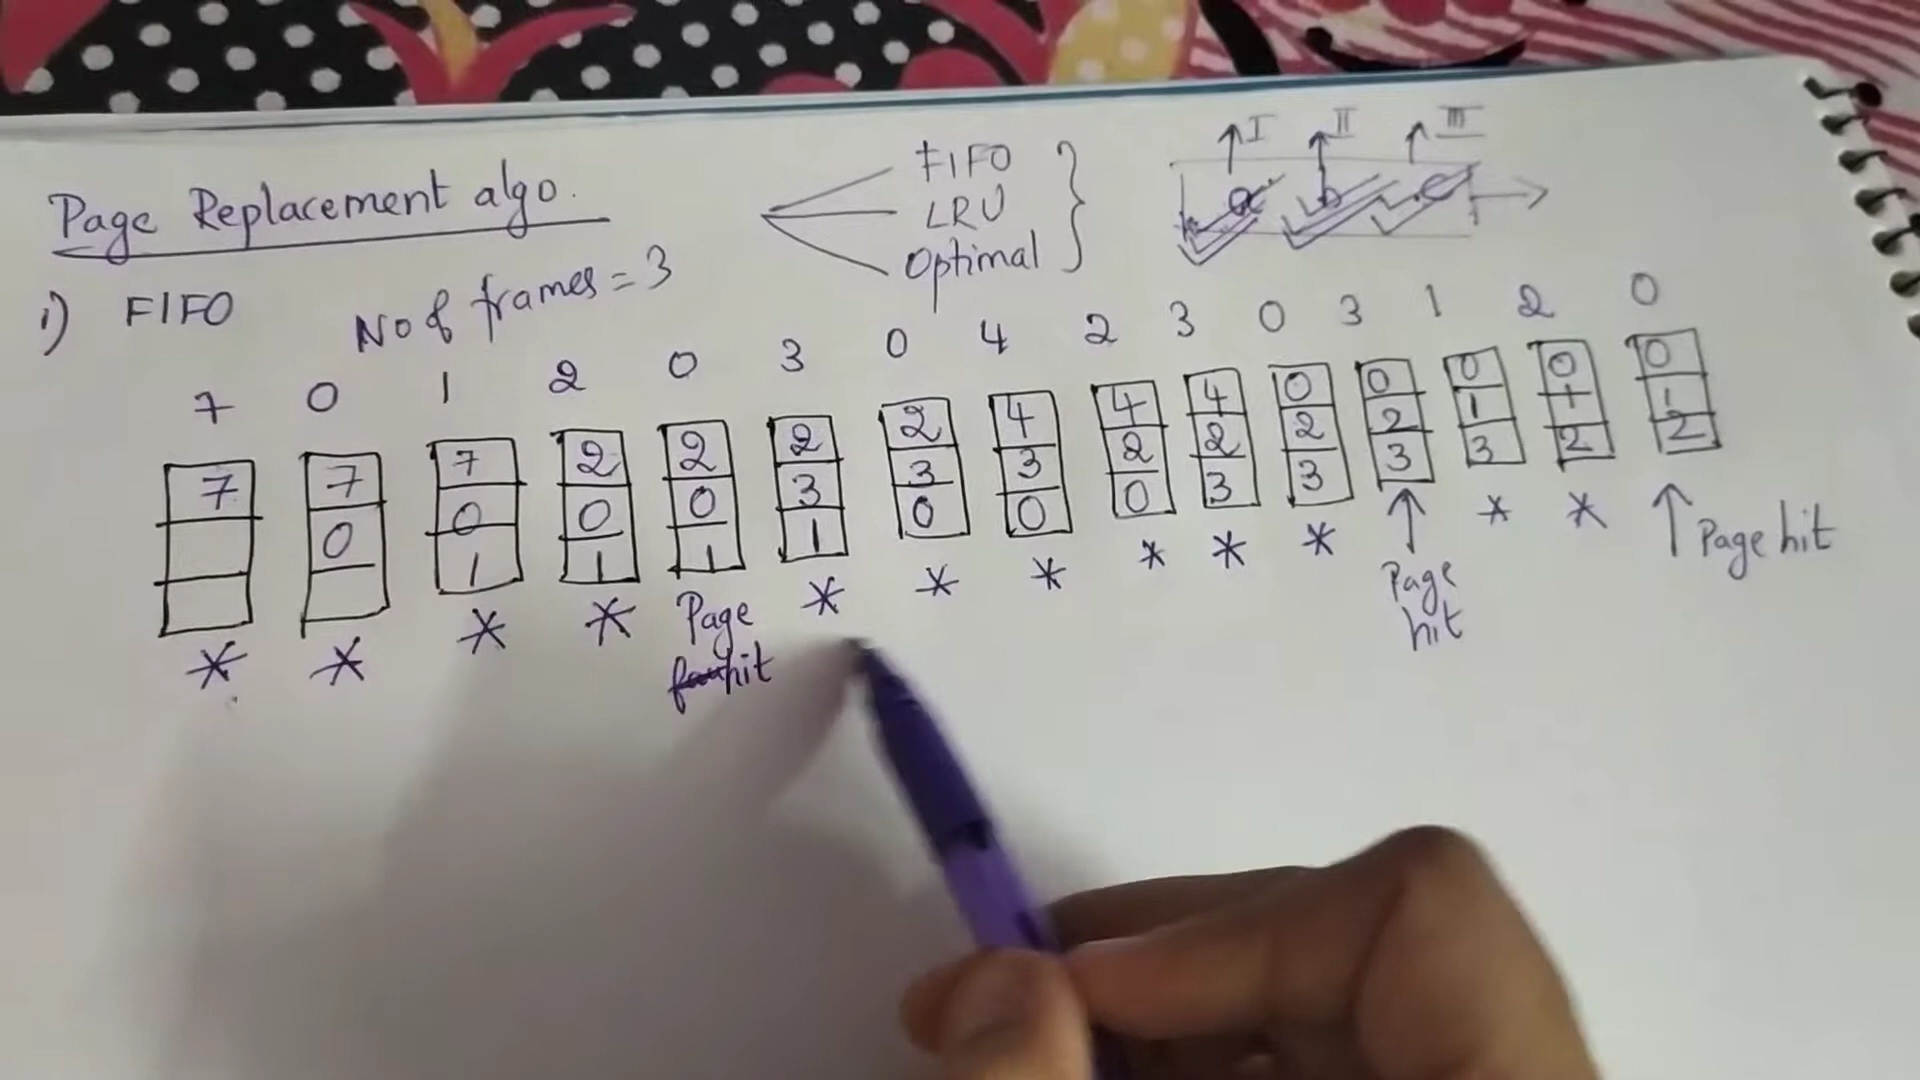 Page Replacement algo.
FIFO
LRU
Optimal
I II III
a b c
i) FIFO No of frames = 3
7 0 1 2 0 3 0 4 2 3 0 3 1 2 0
7 7 7 2 2 2 2 4 4 4 0 0 0 0 0
0 0 0 0 3 3 3 2 2 2 2 1 1 1
1 1 1 1 0 0 0 3 3 3 3 2 2
* * * * Page hit * * * * * * Page hit * * Page hit